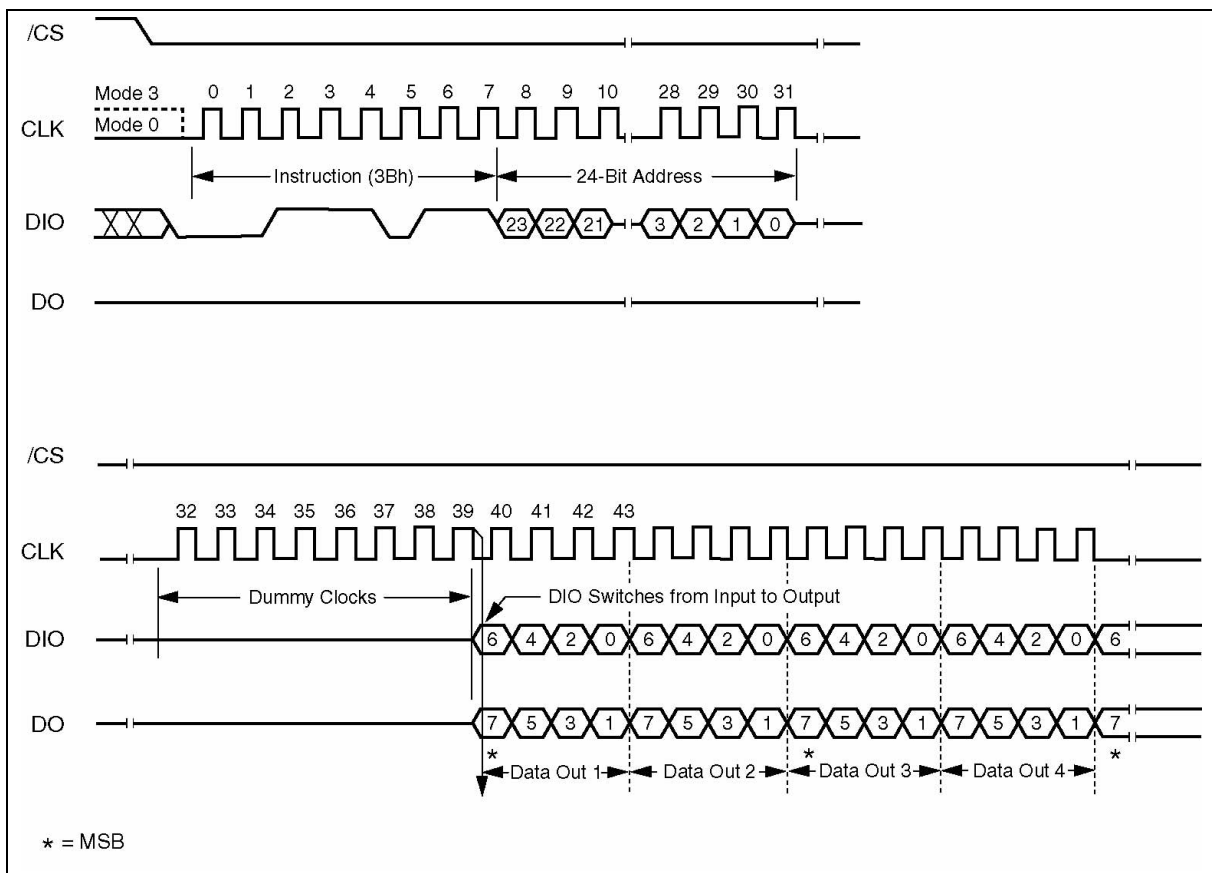 /CS
Mode 3
0 1 2 3 4 5 6 7 8 9 10 28 29 30 31
CLK
Mode 0
Instruction (3Bh) 24-Bit Address
DIO 23 22 21 3 2 1 0
DO
/CS
32 33 34 35 36 37 38 39 40 41 42 43
CLK
Dummy Clocks DIO Switches from Input to Output
DIO 6 4 2 0 6 4 2 0 6 4 2 0 6 4 2 0 6
DO 7 5 3 1 7 5 3 1 7 5 3 1 7 5 3 1 7
* * *
Data Out 1 Data Out 2 Data Out 3 Data Out 4
* = MSB